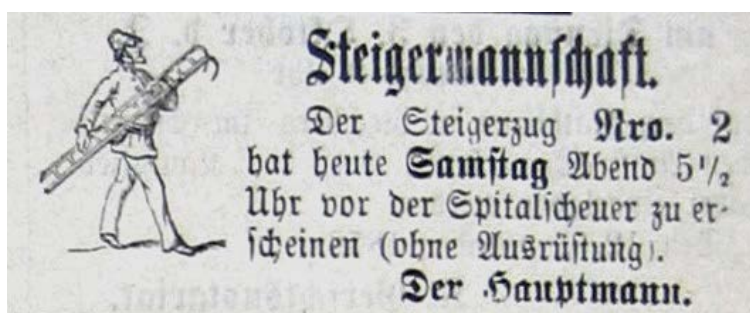 Steigermannschaft.
Der Steigerzug Nro. 2
hat heute Samstag Abend 5½
Uhr vor der Spitalscheuer zu er-
scheinen (ohne Ausrüstung).
Der Hauptmann.